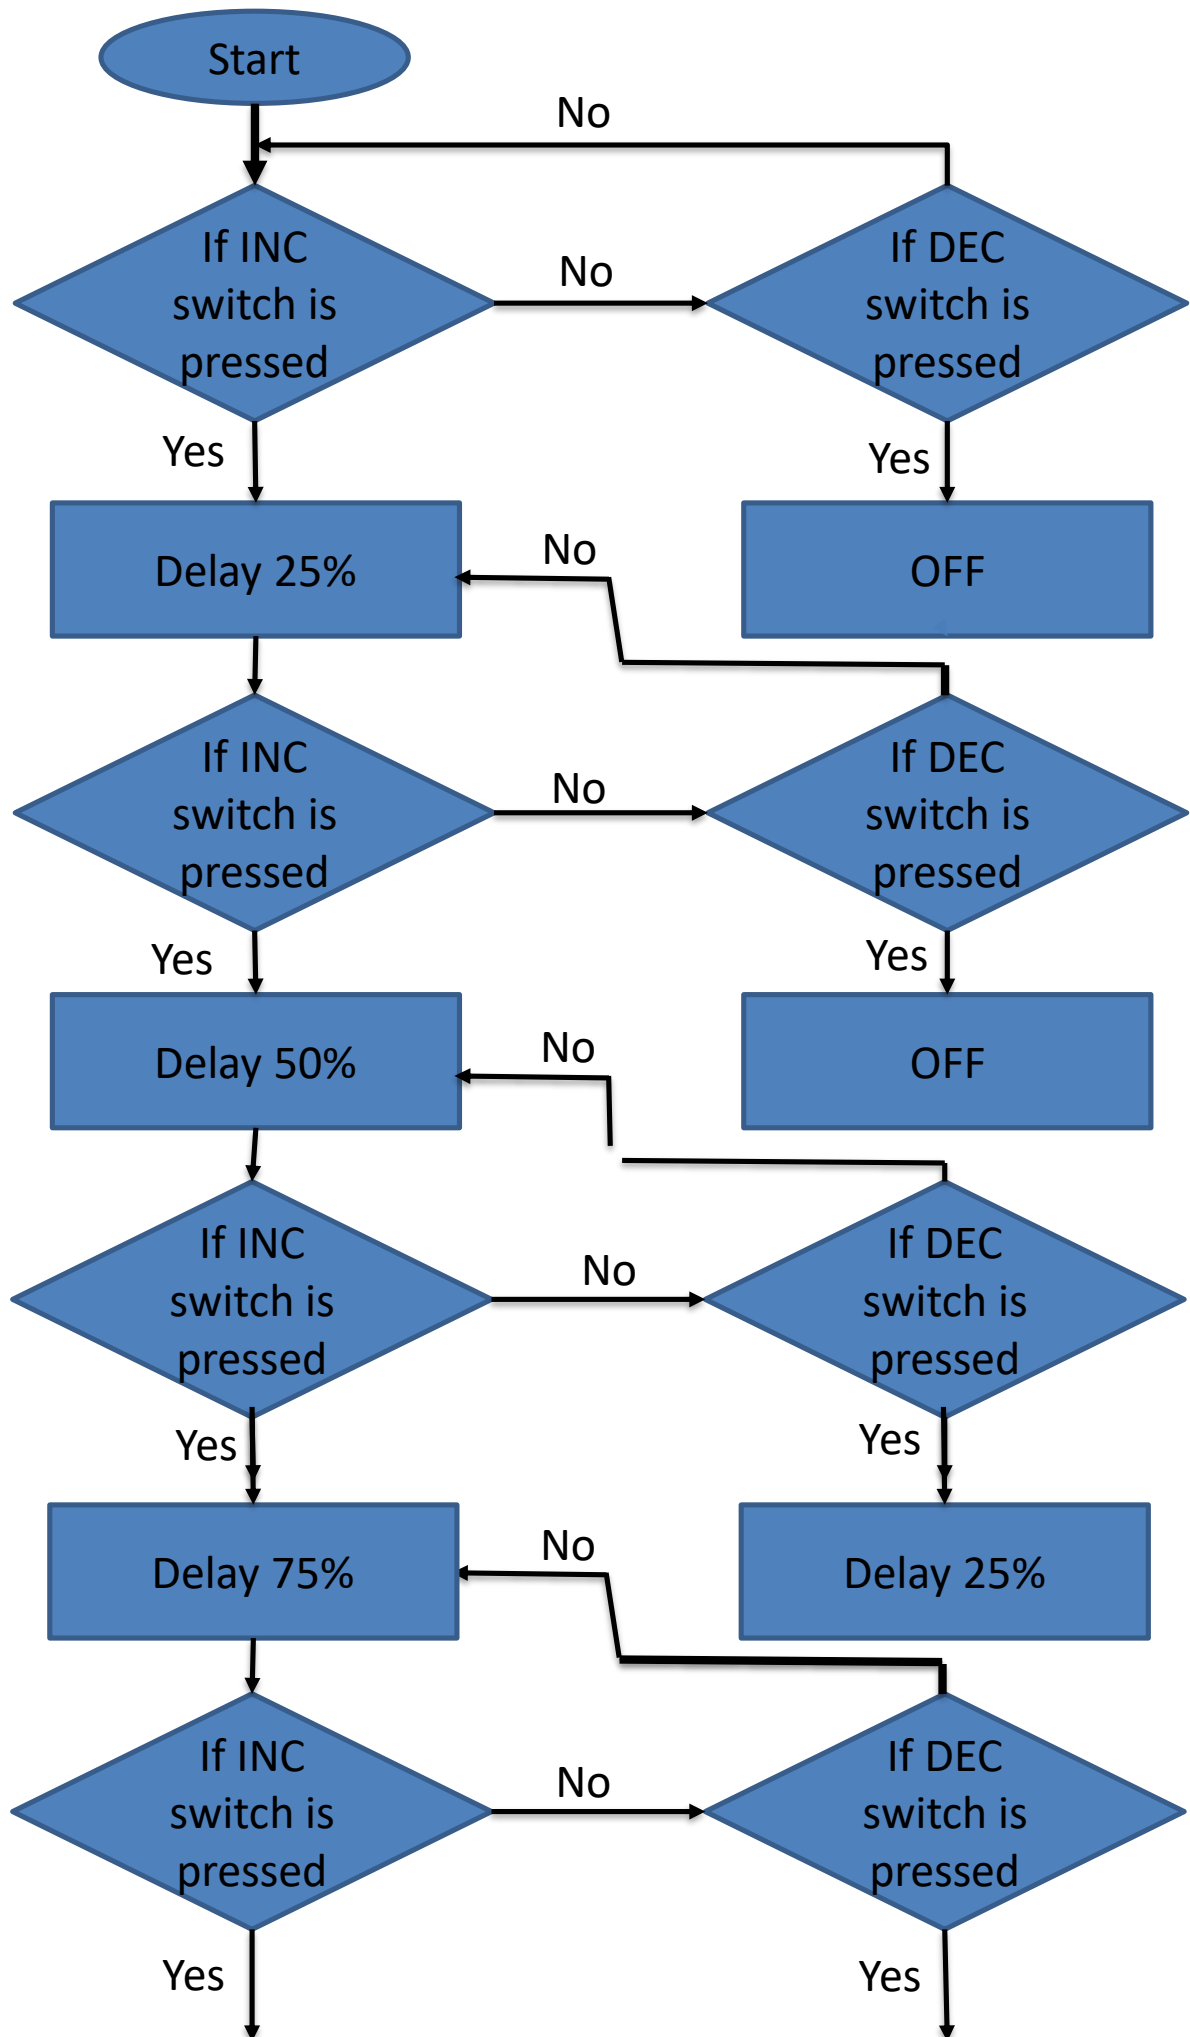 Start
No
If INC
switch is
pressed
No
If DEC
switch is
pressed
Yes
Yes
Delay 25%
No
OFF
If INC
switch is
pressed
No
If DEC
switch is
pressed
Yes
Yes
Delay 50%
No
OFF
If INC
switch is
pressed
No
If DEC
switch is
pressed
Yes
Yes
Delay 75%
No
Delay 25%
If INC
switch is
pressed
No
If DEC
switch is
pressed
Yes
Yes